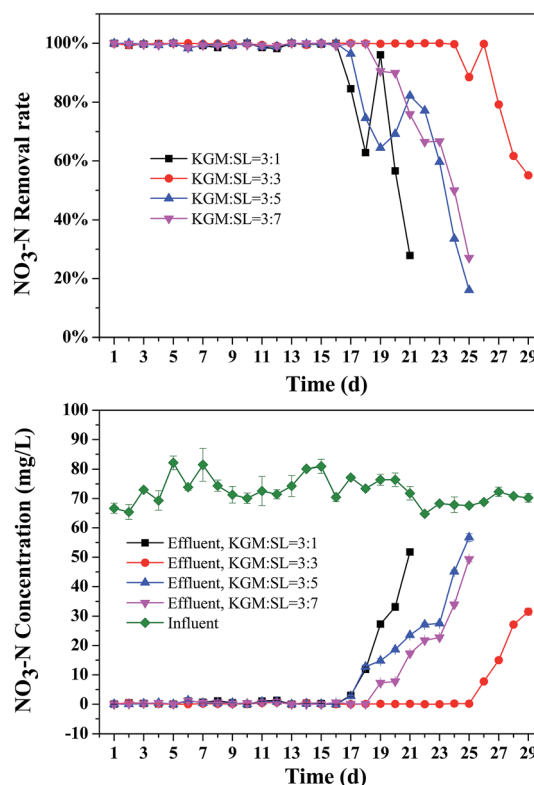 100%
80%
60%
40%
20%
0%
NO3-N Removal rate
KGM:SL=3:1
KGM:SL=3:3
KGM:SL=3:5
KGM:SL=3:7
1 3 5 7 9 11 13 15 17 19 21 23 25 27 29
Time (d)
100
90
80
70
60
50
40
30
20
10
0
-10
NO3-N Concentration (mg/L)
Effluent, KGM:SL=3:1
Effluent, KGM:SL=3:3
Effluent, KGM:SL=3:5
Effluent, KGM:SL=3:7
Influent
1 3 5 7 9 11 13 15 17 19 21 23 25 27 29
Time (d)